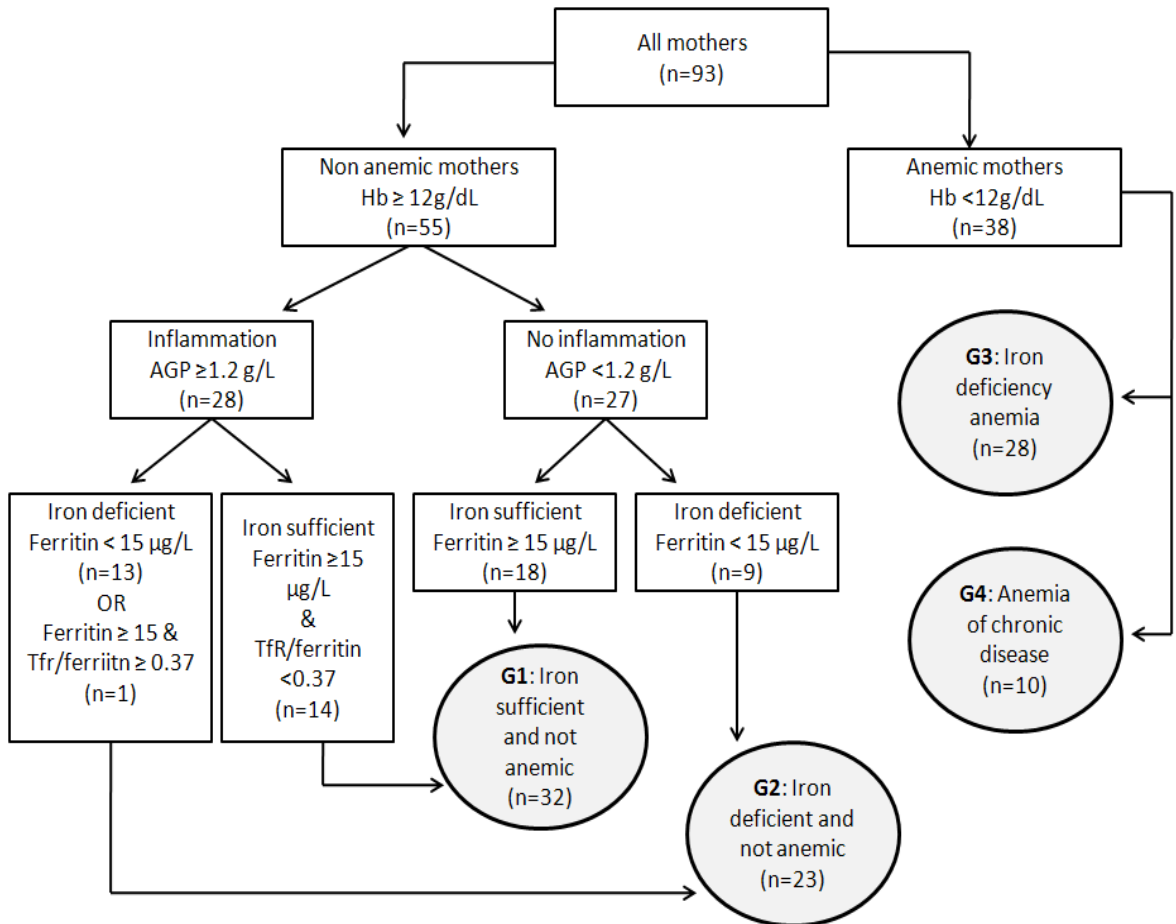 All mothers
(n=93)
Non anemic mothers
Hb ≥ 12g/dL
(n=55)
Anemic mothers
Hb <12g/dL
(n=38)
Inflammation
AGP ≥1.2 g/L
(n=28)
No inflammation
AGP <1.2 g/L
(n=27)
G3: Iron
deficiency
anemia
(n=28)
Iron deficient
Ferritin < 15 µg/L
(n=13)
OR
Ferritin ≥ 15 &
Tfr/ferriitn ≥ 0.37
(n=1)
Iron sufficient
Ferritin ≥15
µg/L
&
TfR/ferritin
<0.37
(n=14)
Iron sufficient
Ferritin ≥ 15 µg/L
(n=18)
Iron deficient
Ferritin < 15 µg/L
(n=9)
G4: Anemia
of chronic
disease
(n=10)
G1: Iron
sufficient
and not
anemic
(n=32)
G2: Iron
deficient and
not anemic
(n=23)